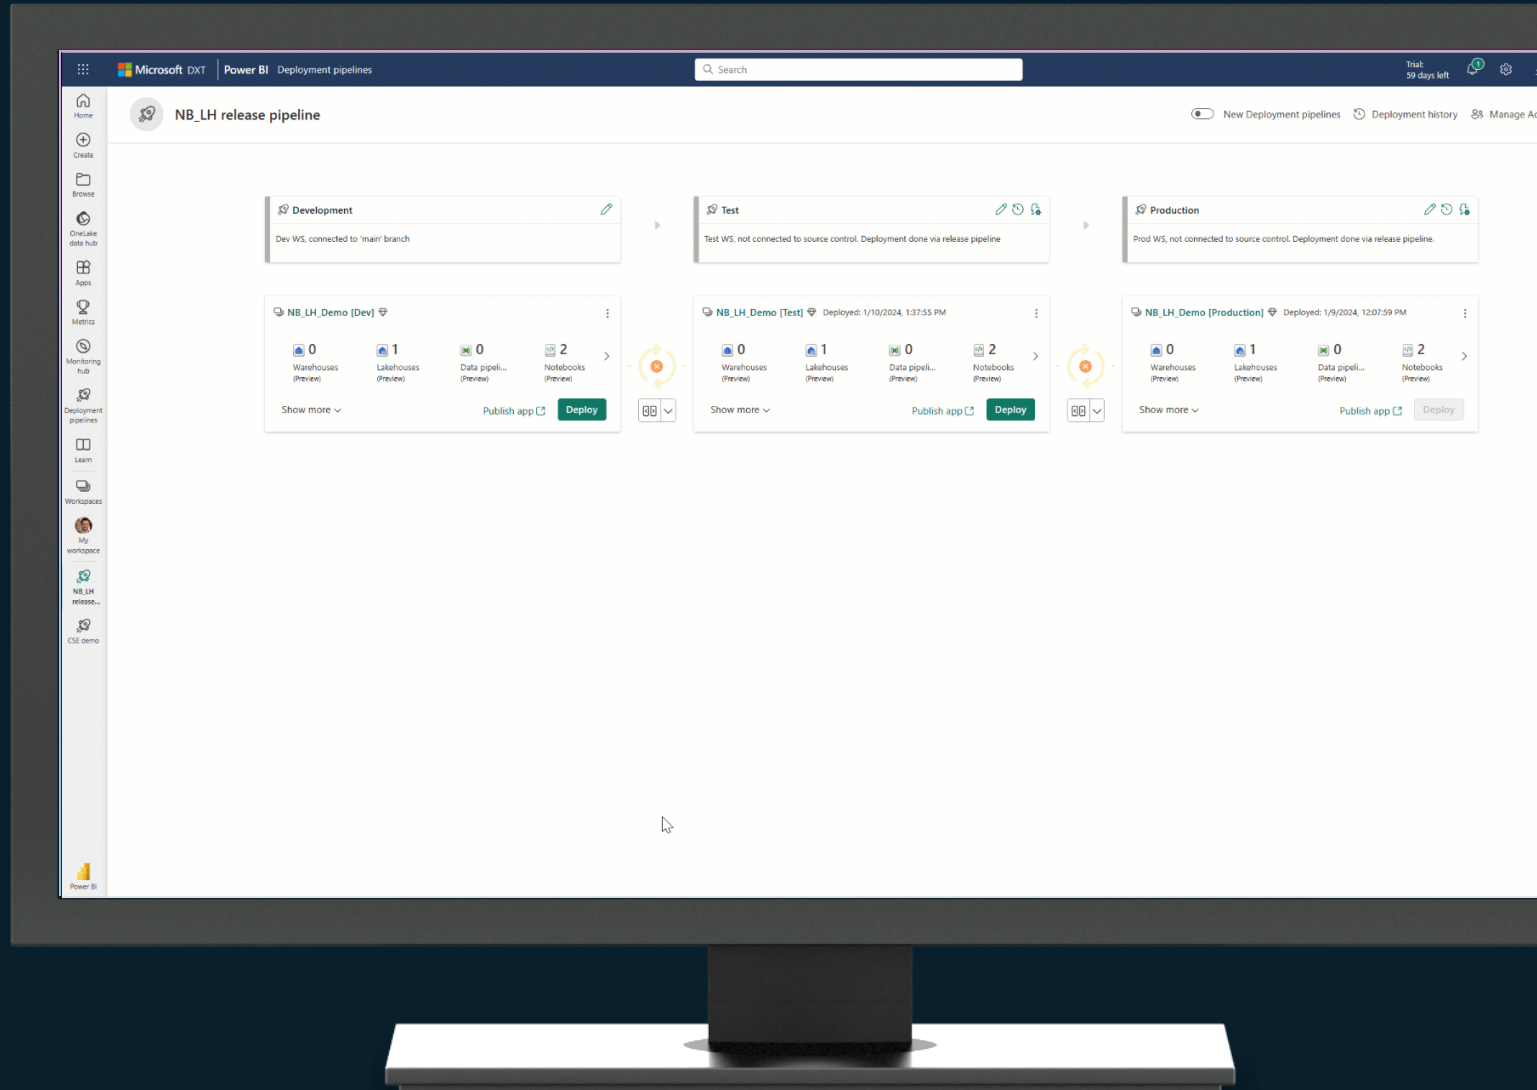 Microsoft DXT Power BI Deployment pipelines
Search
Trial:
59 days left
1
Home
Create
Browse
OneLake
data hub
Apps
Metrics
Monitoring
hub
Deployment
pipelines
Learn
Workspaces
My
workspace
NB_LH
release...
CSE demo
Power BI
NB_LH release pipeline
New Deployment pipelines
Deployment history
Manage Ac
Development
Dev WS, connected to 'main' branch
Test
Test WS, not connected to source control. Deployment done via release pipeline
Production
Prod WS, not connected to source control. Deployment done via release pipeline.
NB_LH_Demo [Dev]
0 1 0 2
Warehouses Lakehouses Data pipeli... Notebooks
(Preview) (Preview) (Preview) (Preview)
Show more Publish app Deploy
NB_LH_Demo [Test] Deployed: 1/10/2024, 1:37:55 PM
0 1 0 2
Warehouses Lakehouses Data pipeli... Notebooks
(Preview) (Preview) (Preview) (Preview)
Show more Publish app Deploy
NB_LH_Demo [Production] Deployed: 1/9/2024, 12:07:59 PM
0 1 0 2
Warehouses Lakehouses Data pipeli... Notebooks
(Preview) (Preview) (Preview) (Preview)
Show more Publish app Deploy